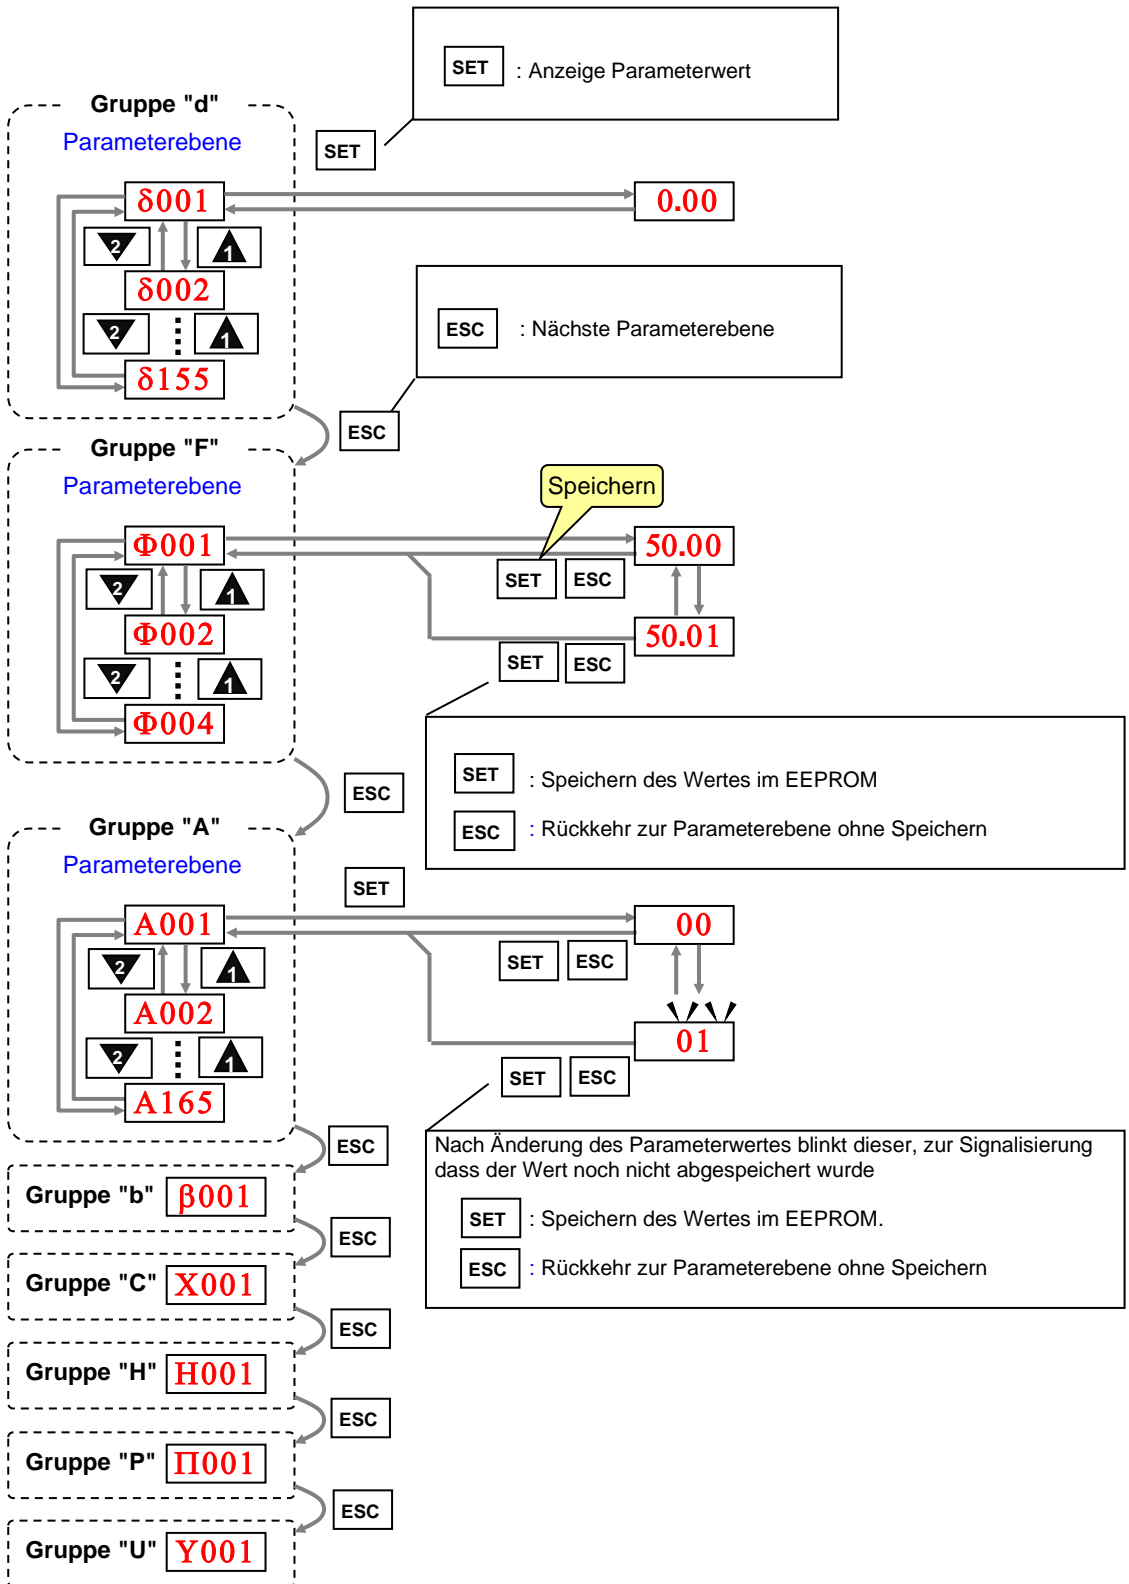 SET : Anzeige Parameterwert
Gruppe "d"
Parameterebene
SET
δ001
0.00
2 1
δ002
2 1
δ155
ESC : Nächste Parameterebene
ESC
Gruppe "F"
Parameterebene
Speichern
Φ001
50.00
SET ESC
2 1
Φ002
50.01
SET ESC
2 1
Φ004
SET : Speichern des Wertes im EEPROM
ESC : Rückkehr zur Parameterebene ohne Speichern
ESC
Gruppe "A"
Parameterebene
SET
A001
00
SET ESC
2 1
A002
01
2 1
SET ESC
A165
ESC
Nach Änderung des Parameterwertes blinkt dieser, zur Signalisierung
dass der Wert noch nicht abgespeichert wurde
SET : Speichern des Wertes im EEPROM.
ESC : Rückkehr zur Parameterebene ohne Speichern
Gruppe "b" β001
ESC
Gruppe "C" Χ001
ESC
Gruppe "H" Η001
ESC
Gruppe "P" Π001
ESC
Gruppe "U" Υ001